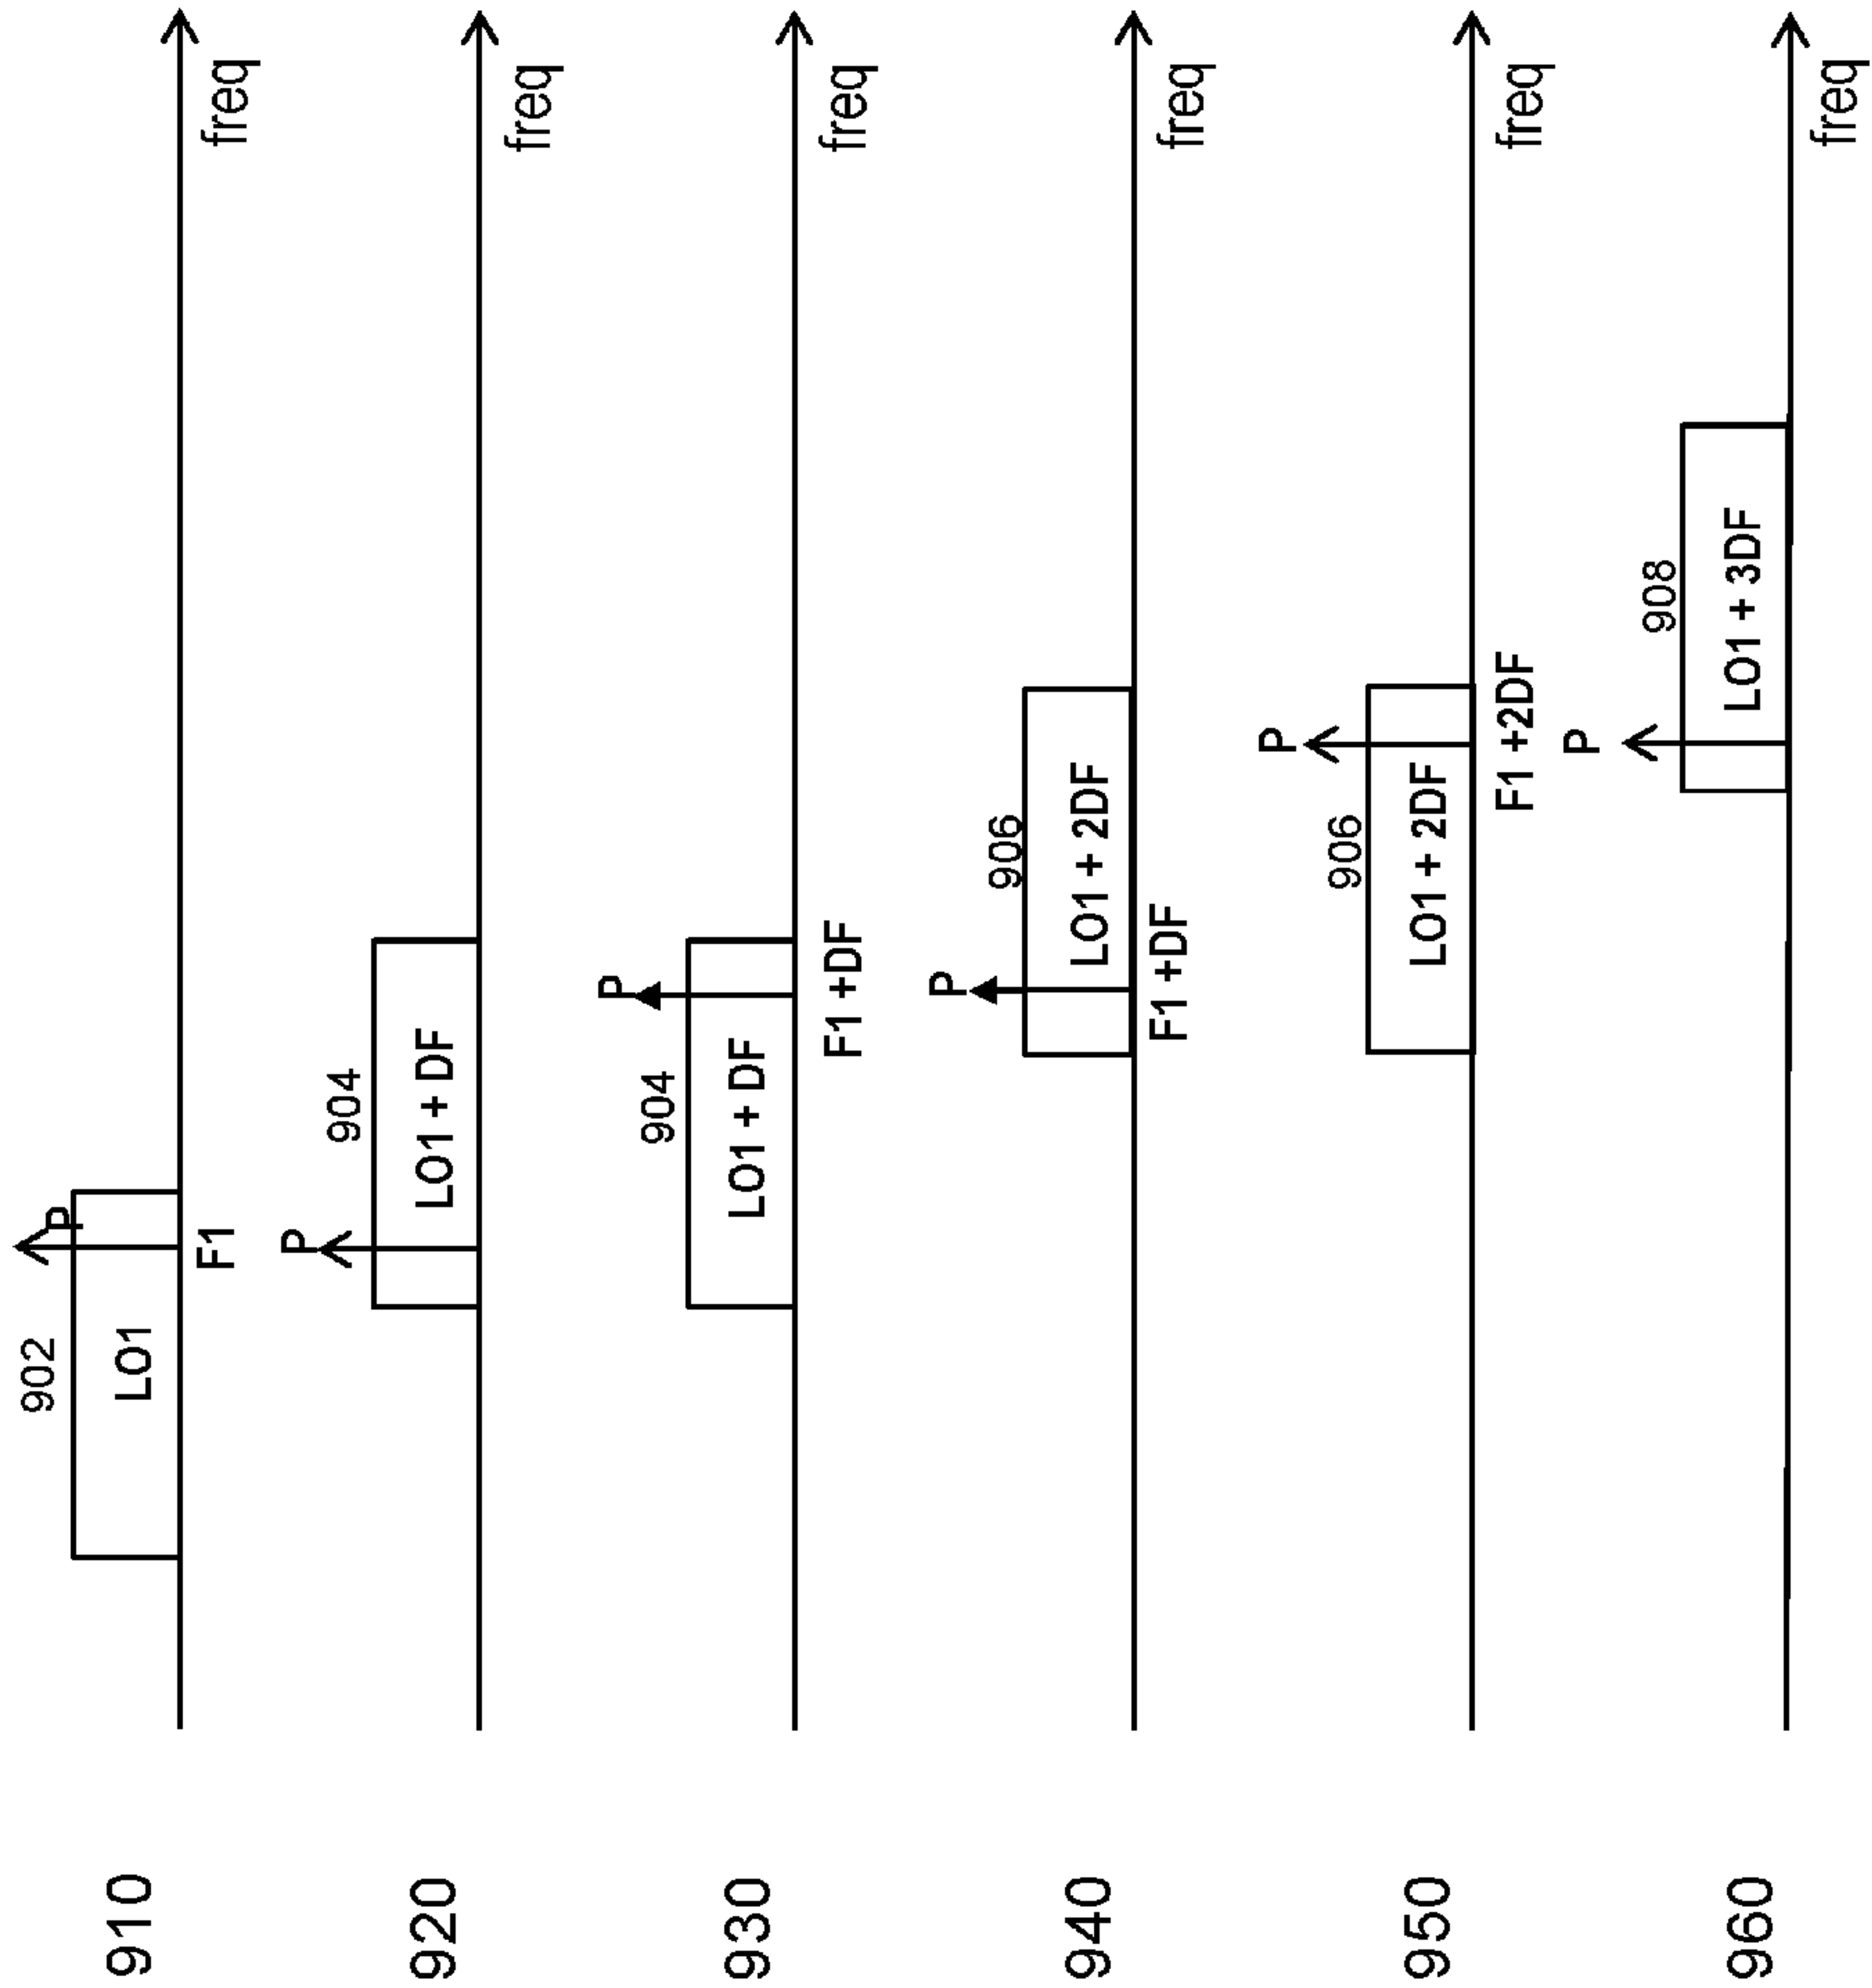 910
902
LO1
P
F1
freq
920
P
904
LO1 + DF
freq
930
904
LO1 + DF
P
F1 +DF
freq
940
P
906
LO1 + 2DF
F1 +DF
freq
950
906
LO1 + 2DF
P
F1 +2DF
freq
960
P
908
LO1 + 3DF
freq